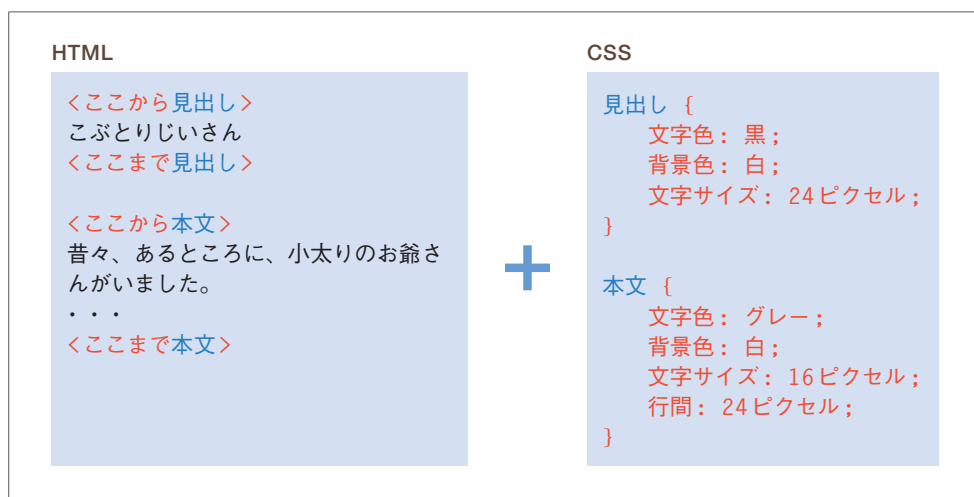 HTML
<ここから見出し>
こぶとりじいさん
<ここまで見出し>
<ここから本文>
昔々、あるところに、小太りのお爺さ
んがいました。
・・・
<ここまで本文>
+
CSS
見出し {
文字色: 黒;
背景色: 白;
文字サイズ: 24ピクセル;
}
本文 {
文字色: グレー;
背景色: 白;
文字サイズ: 16ピクセル;
行間: 24ピクセル;
}